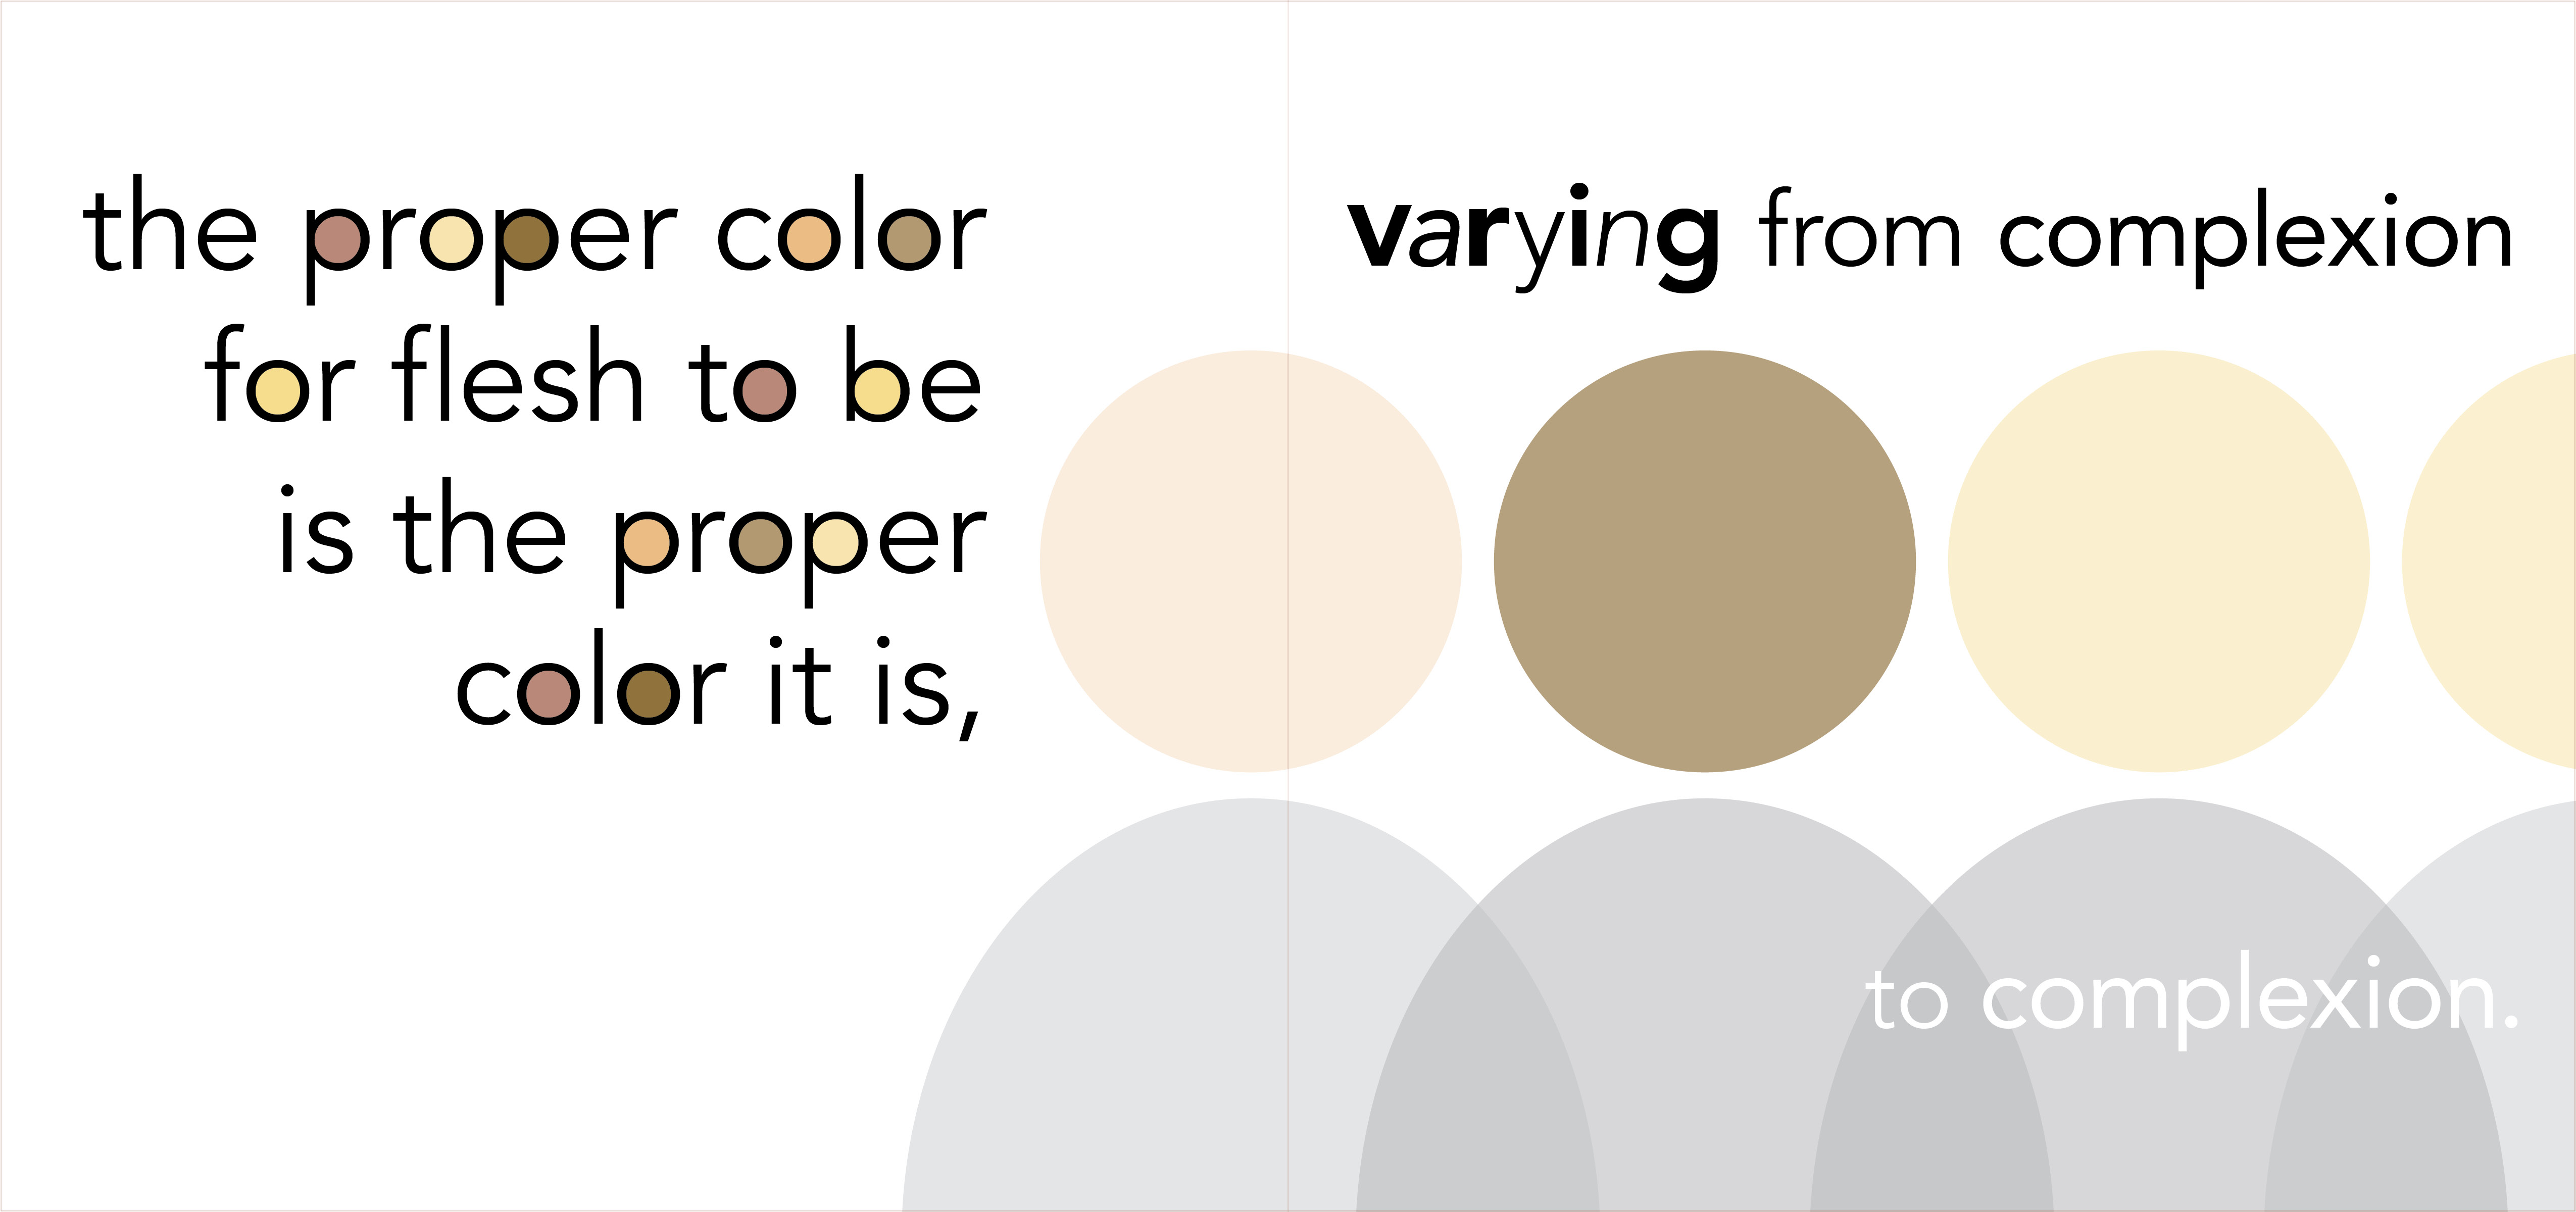 the proper color
for flesh to be
is the proper
color it is,
varying from complexion
to complexion.